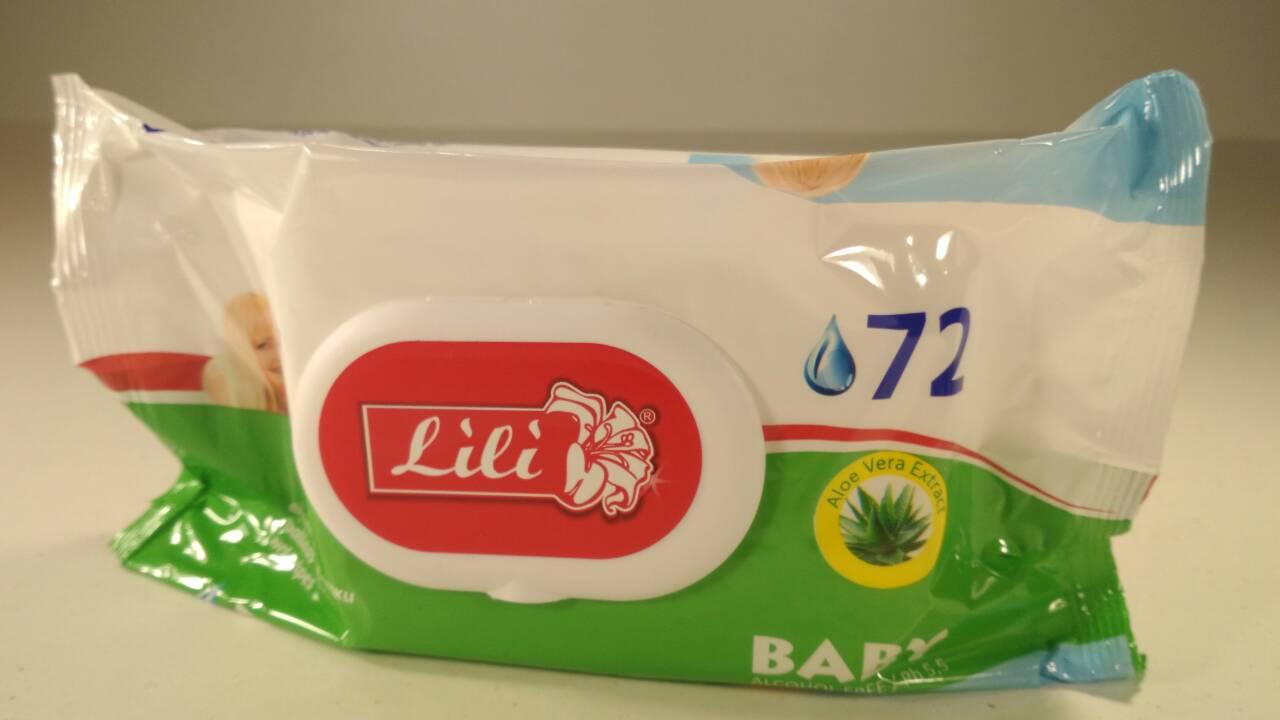 72
Lili®
Aloe Vera Extract
BABY
ALCOHOL FREE / ph 5,5